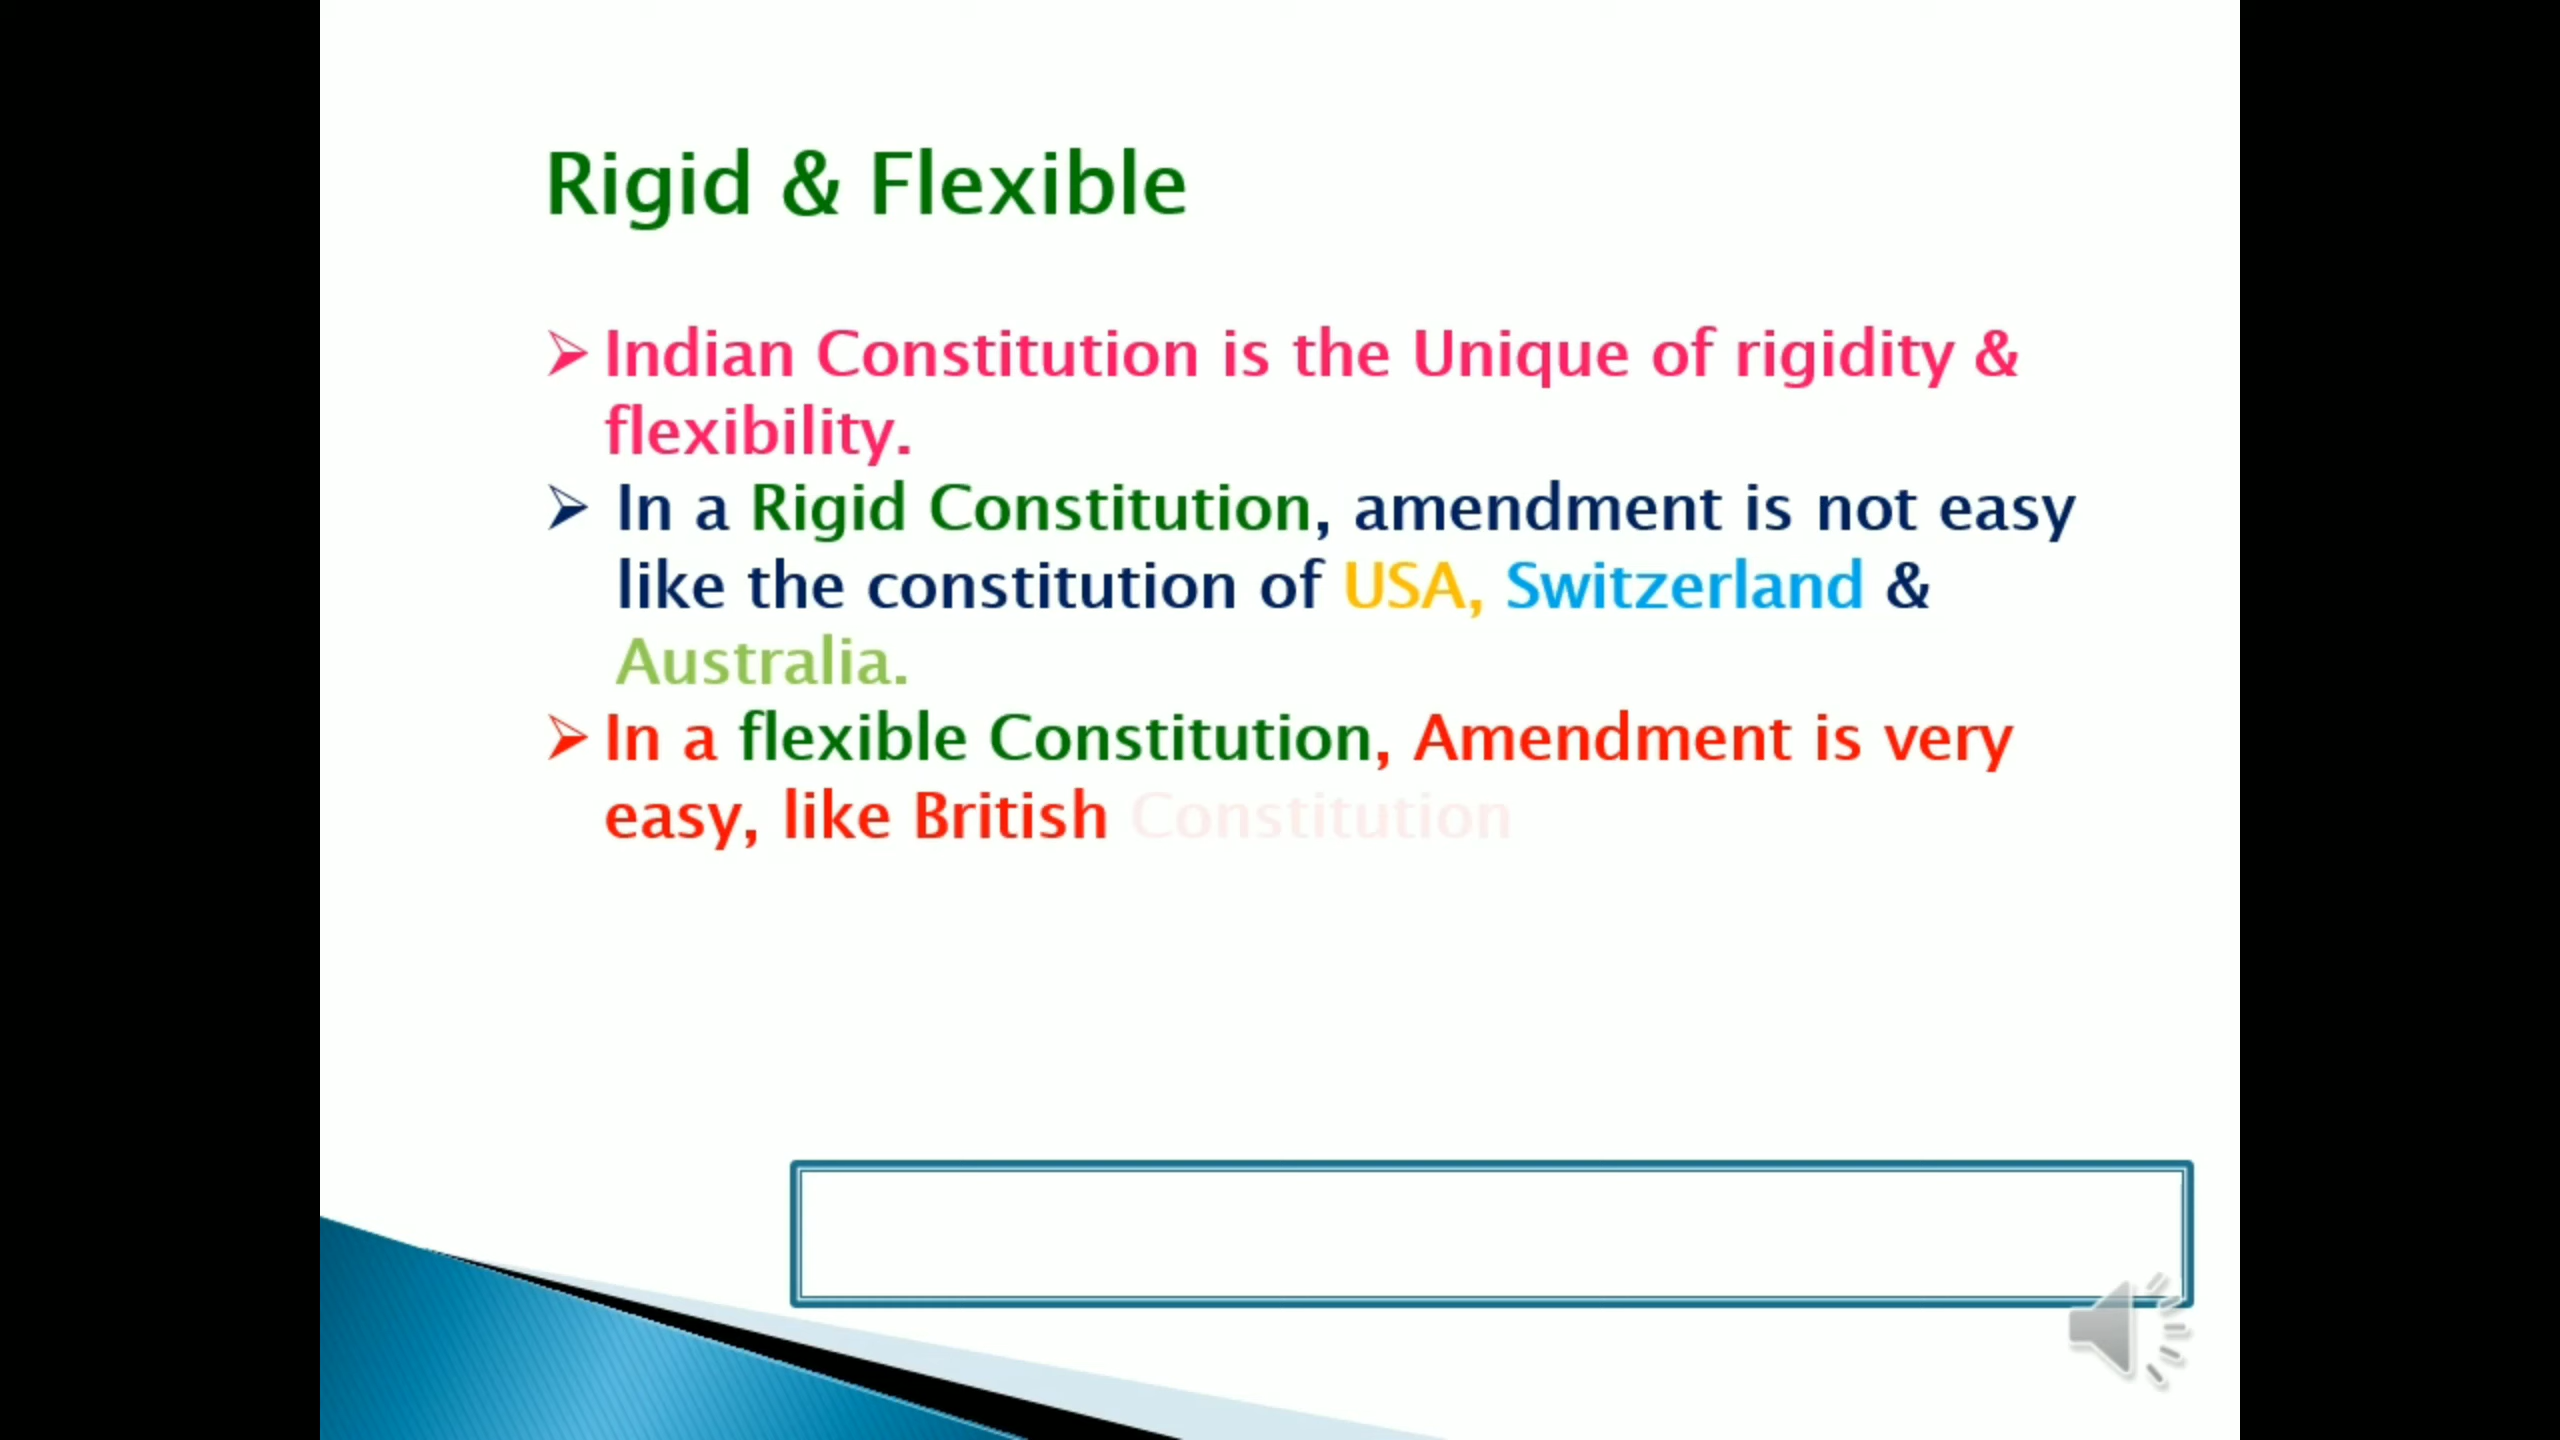 Rigid & Flexible
➢ Indian Constitution is the Unique of rigidity &
flexibility.
➢ In a Rigid Constitution, amendment is not easy
like the constitution of USA, Switzerland &
Australia.
➢ In a flexible Constitution, Amendment is very
easy, like British Constitution